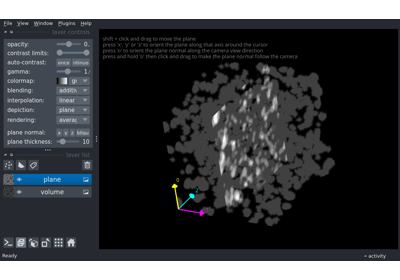 File View Window Plugins Help
layer controls
opacity: 0.
contrast limits:
auto-contrast: once
gamma: 1.
colormap: gr
blending: additiv
interpolation: linear
depiction: plane
rendering: averag
plane normal: x y z
plane thickness: 10
layer list
plane
volume
shift + click and drag to move the plane
press 'x', 'y' or 'z' to orient the plane along that axis around the cursor
press 'o' to orient the plane normal along the camera view direction
press and hold 'o' then click and drag to make the plane normal follow the camera
0
2
Ready
activity